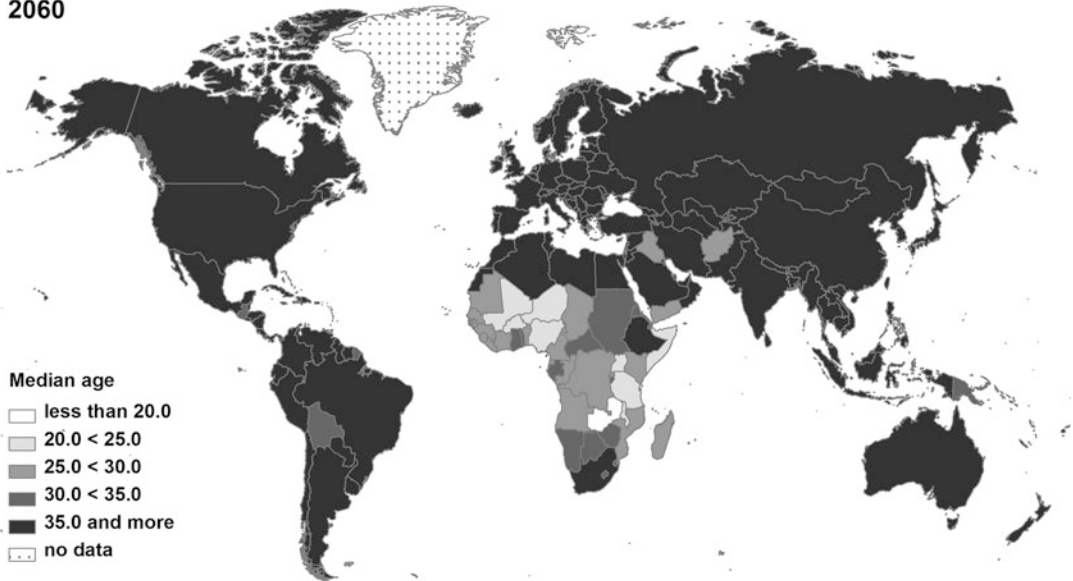 2060
Median age
less than 20.0
20.0 < 25.0
25.0 < 30.0
30.0 < 35.0
35.0 and more
no data